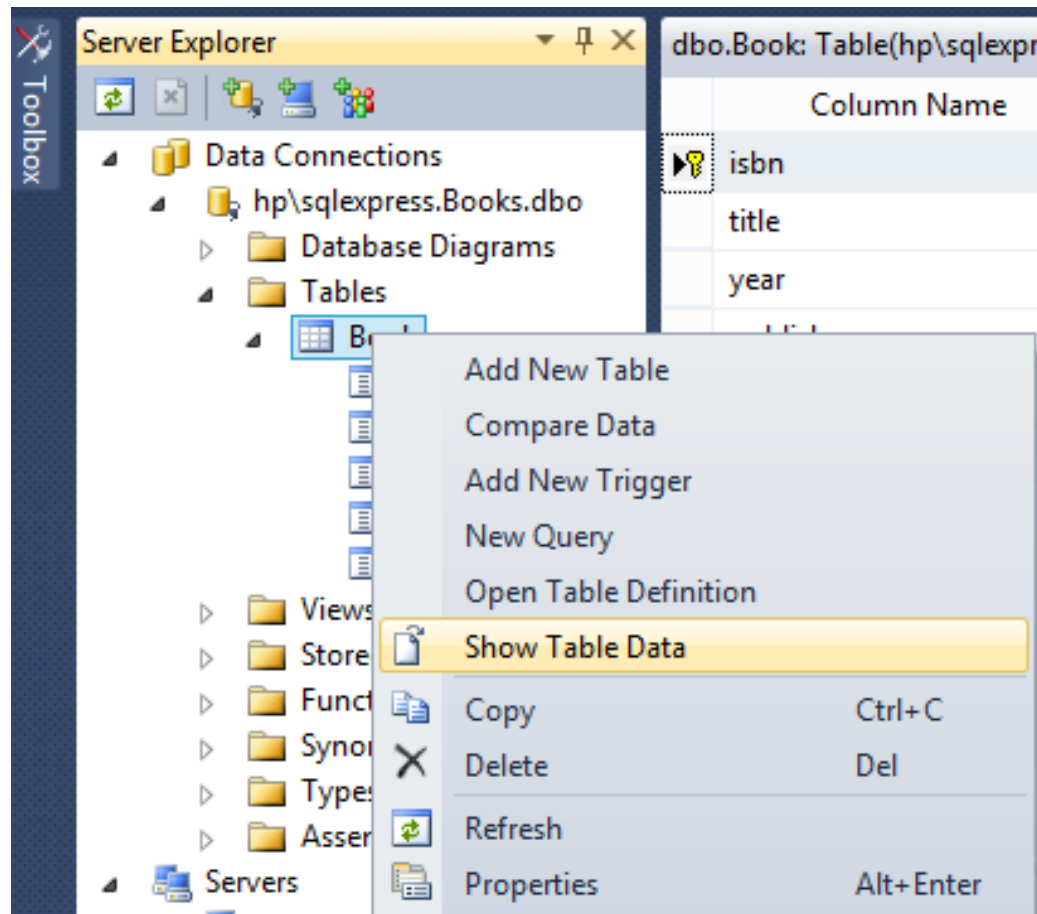 Toolbox
Server Explorer
Data Connections
hp\sqlexpress.Books.dbo
Database Diagrams
Tables
Views
Add New Table
Compare Data
Add New Trigger
New Query
Open Table Definition
Show Table Data
Copy Ctrl+C
Delete Del
Refresh
Properties Alt+Enter
Servers
dbo.Book: Table(hp\sqlexpr
Column Name
isbn
title
year